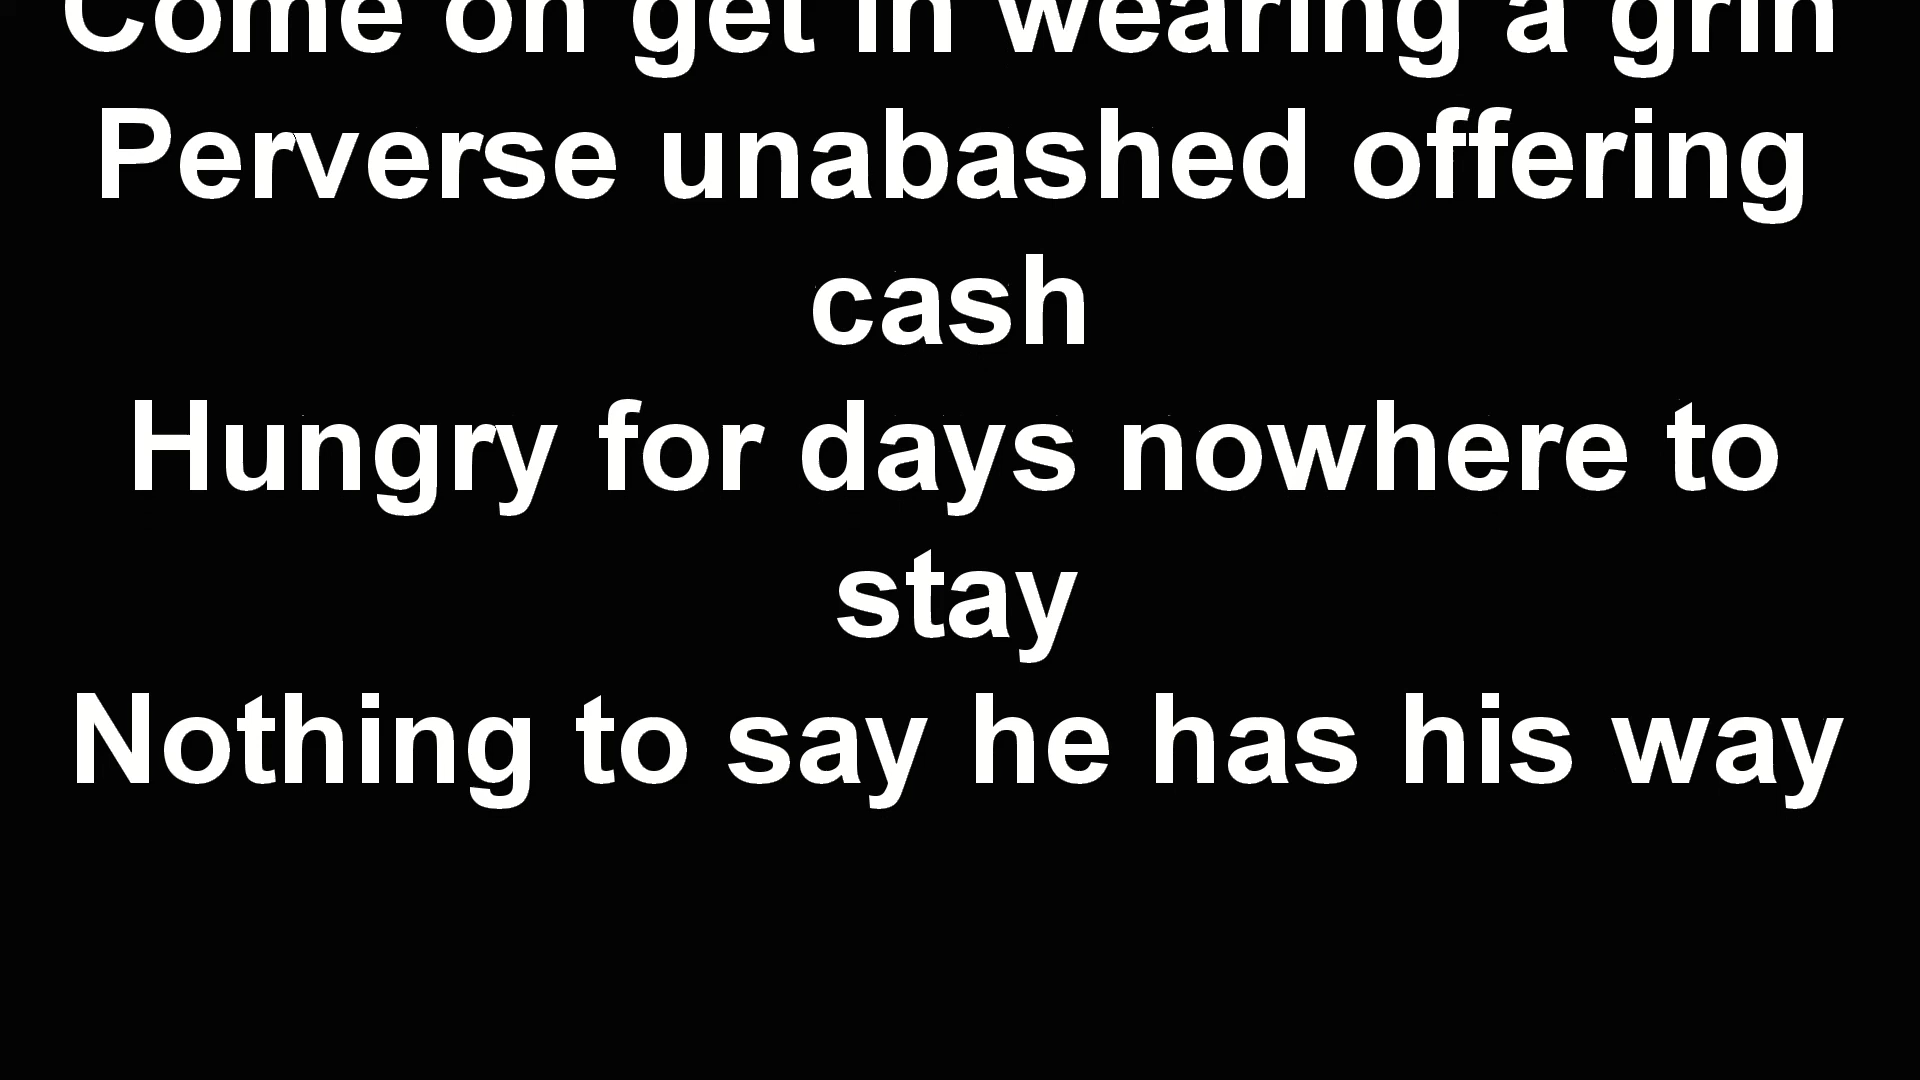 Come on get in wearing a grin
Perverse unabashed offering
cash
Hungry for days nowhere to
stay
Nothing to say he has his way